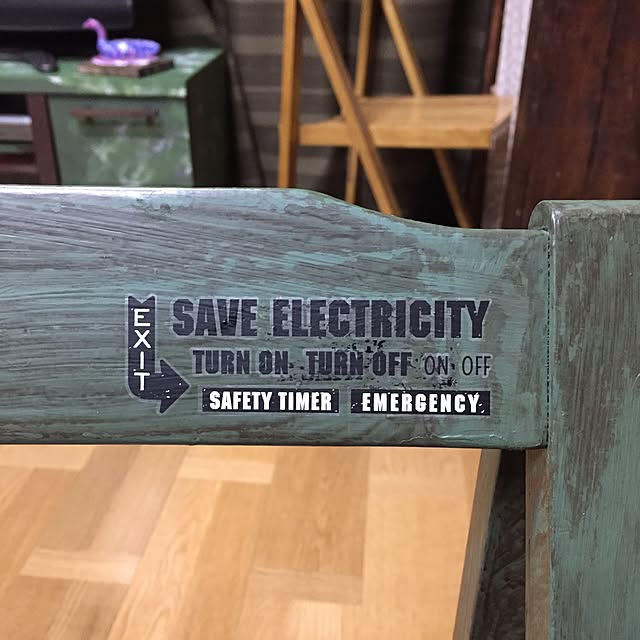 EXIT
SAVE ELECTRICITY
TURN ON TURN OFF ON OFF
SAFETY TIMER EMERGENCY